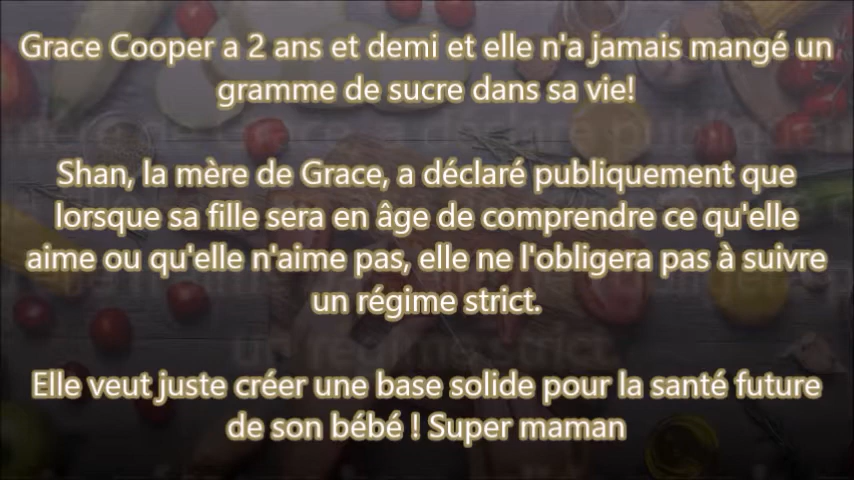 Grace Cooper a 2 ans et demi et elle n'a jamais mangé un
gramme de sucre dans sa vie!
Shan, la mère de Grace, a déclaré publiquement que
lorsque sa fille sera en âge de comprendre ce qu'elle
aime ou qu'elle n'aime pas, elle ne l'obligera pas à suivre
un régime strict.
Elle veut juste créer une base solide pour la santé future
de son bébé ! Super maman